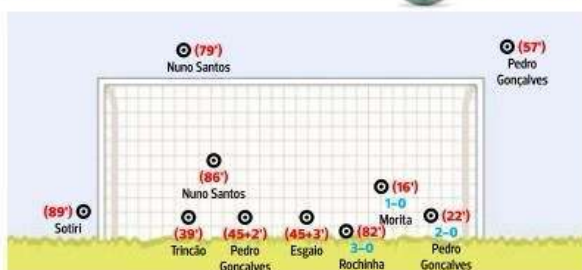 (79')
Nuno Santos
(57')
Pedro
Gonçalves
(86')
Nuno Santos
(16')
1–0
Morita
(89')
Sotiri
(39')
Trincão
(45+2')
Pedro
Gonçalves
(45+3')
Esgaio
(82')
3–0
Rochinha
(22')
2–0
Pedro
Gonçalves